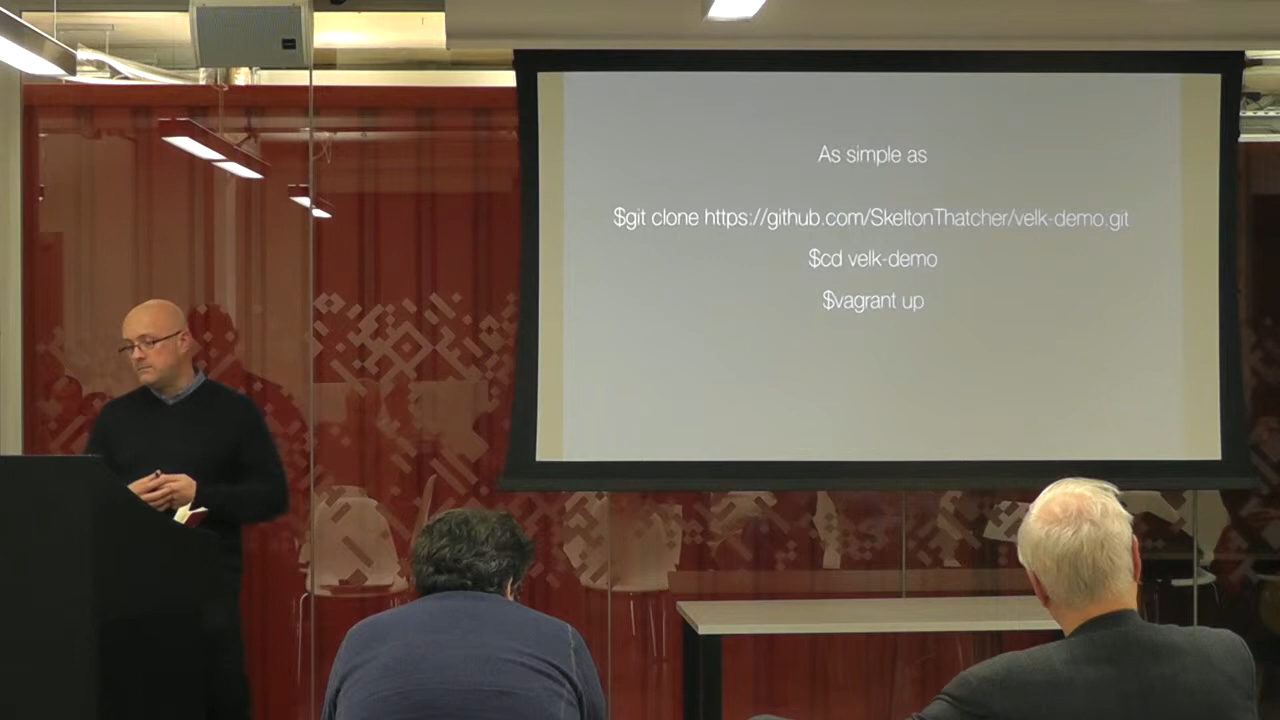 As simple as
$git clone https://github.com/SkeltonThatcher/velk-demo.git
$cd velk-demo
$vagrant up